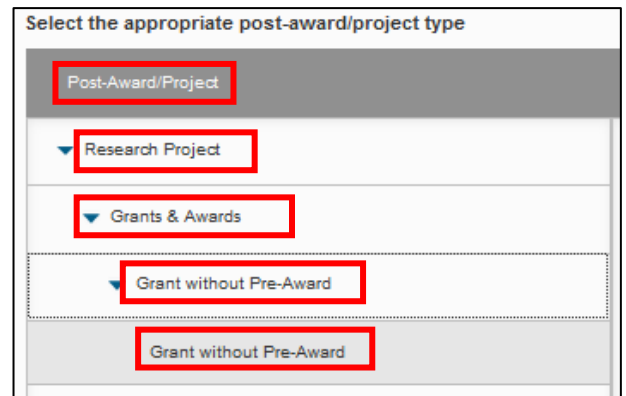 Select the appropriate post-award/project type
Post-Award/Project
Research Project
Grants & Awards
Grant without Pre-Award
Grant without Pre-Award